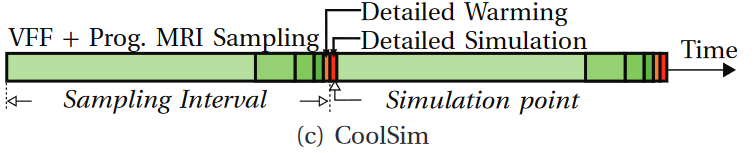 Detailed Warming
VFF + Prog. MRI Sampling
Detailed Simulation
Time
Sampling Interval
Simulation point
(c) CoolSim